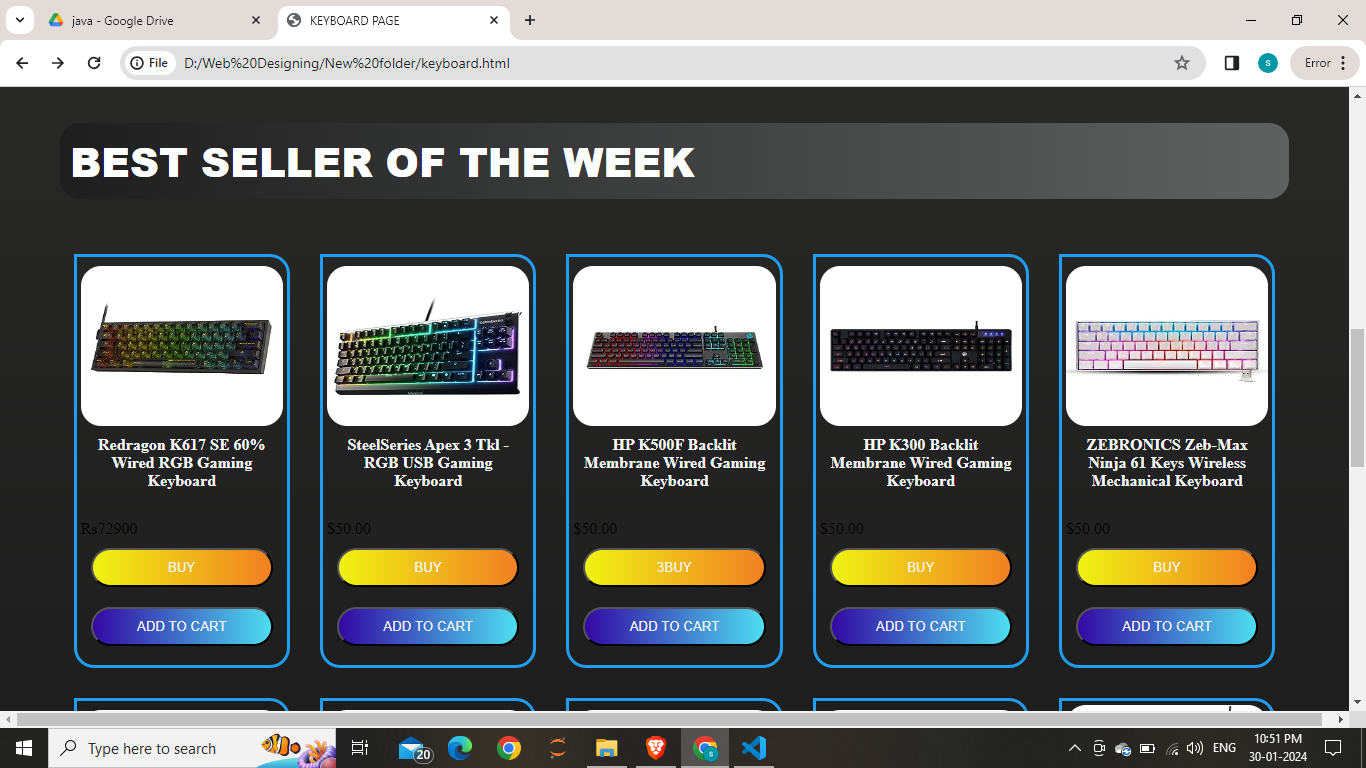 java - Google Drive
KEYBOARD PAGE
File
D:/Web%20Designing/New%20folder/keyboard.html
s
Error
BEST SELLER OF THE WEEK
Redragon K617 SE 60%
Wired RGB Gaming
Keyboard
Rs72900
BUY
ADD TO CART
SteelSeries Apex 3 Tkl -
RGB USB Gaming
Keyboard
$50.00
BUY
ADD TO CART
HP K500F Backlit
Membrane Wired Gaming
Keyboard
$50.00
3BUY
ADD TO CART
HP K300 Backlit
Membrane Wired Gaming
Keyboard
$50.00
BUY
ADD TO CART
ZEBRONICS Zeb-Max
Ninja 61 Keys Wireless
Mechanical Keyboard
$50.00
BUY
ADD TO CART
Type here to search
20
s
ENG
10:51 PM
30-01-2024